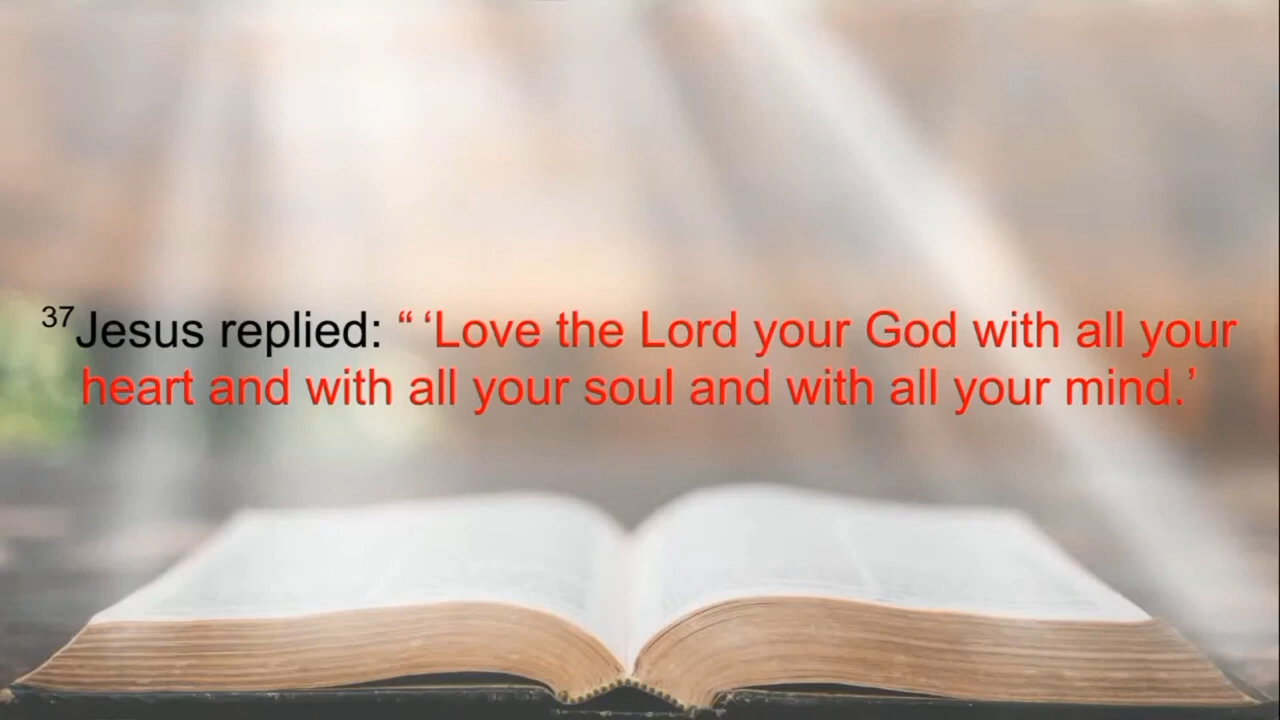 37Jesus replied: “ ‘Love the Lord your God with all your
heart and with all your soul and with all your mind.’